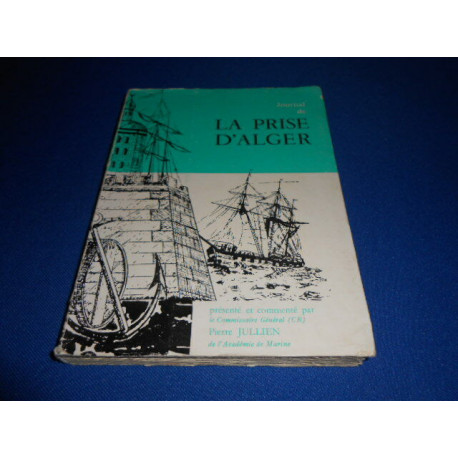 Journal
de
LA PRISE
D'ALGER
présenté et commenté par
le Commissaire Général (C.R.)
Pierre JULLIEN
de l'Académie de Marine